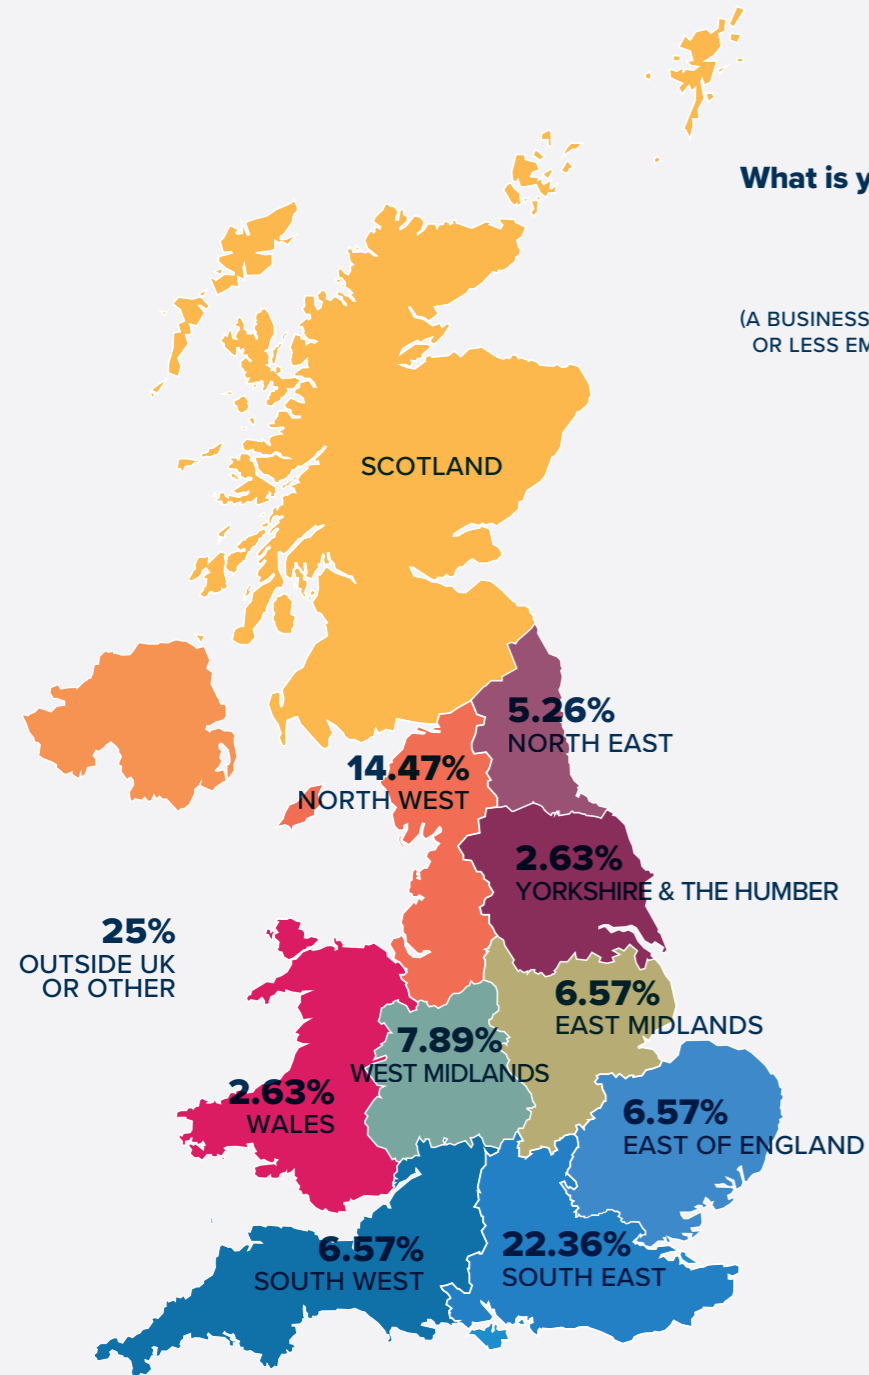 What is y
(A BUSINESS
OR LESS EM
SCOTLAND
5.26%
NORTH EAST
14.47%
NORTH WEST
2.63%
YORKSHIRE & THE HUMBER
25%
OUTSIDE UK
OR OTHER
6.57%
EAST MIDLANDS
7.89%
WEST MIDLANDS
2.63%
WALES
6.57%
EAST OF ENGLAND
6.57%
SOUTH WEST
22.36%
SOUTH EAST